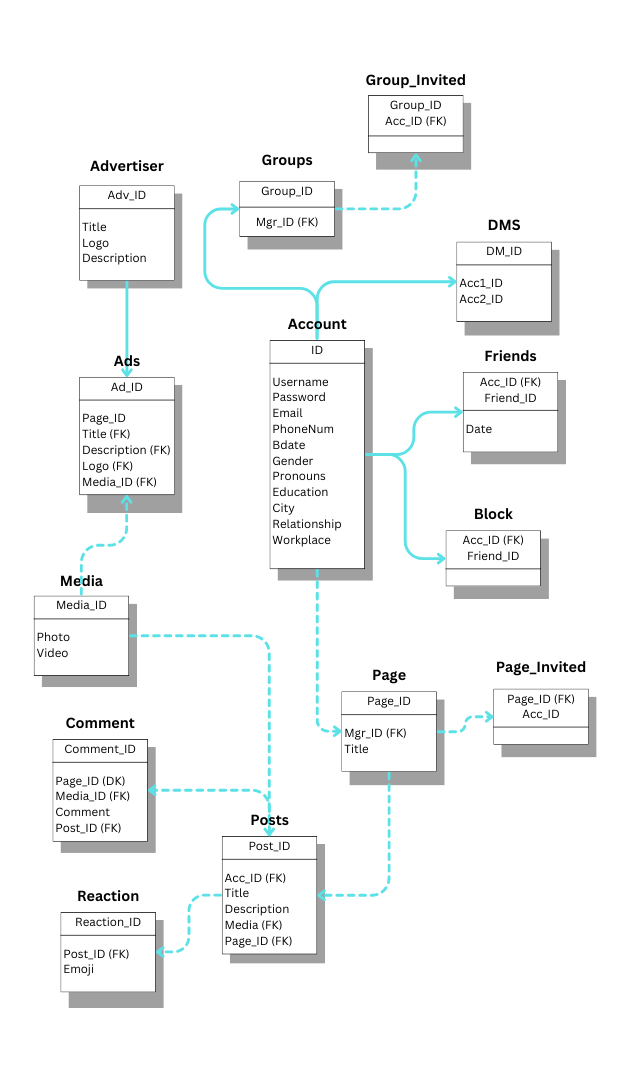 Group_Invited
Group_ID
Acc_ID (FK)
Groups
Group_ID
Mgr_ID (FK)
Advertiser
Adv_ID
Title
Logo
Description
DMS
DM_ID
Acc1_ID
Acc2_ID
Account
ID
Username
Password
Email
PhoneNum
Bdate
Gender
Pronouns
Education
City
Relationship
Workplace
Friends
Acc_ID (FK)
Friend_ID
Date
Ads
Ad_ID
Page_ID
Title (FK)
Description (FK)
Logo (FK)
Media_ID (FK)
Block
Acc_ID (FK)
Friend_ID
Media
Media_ID
Photo
Video
Page
Page_ID
Mgr_ID (FK)
Title
Page_Invited
Page_ID (FK)
Acc_ID
Comment
Comment_ID
Page_ID (DK)
Media_ID (FK)
Comment
Post_ID (FK)
Posts
Post_ID
Acc_ID (FK)
Title
Description
Media (FK)
Page_ID (FK)
Reaction
Reaction_ID
Post_ID (FK)
Emoji